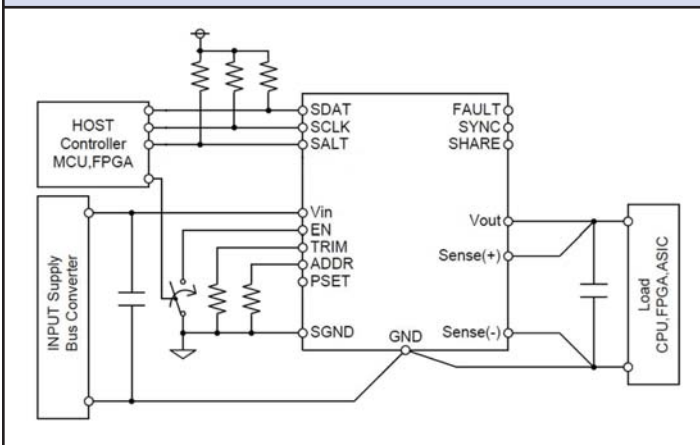 HOST
Controller
MCU,FPGA
SDAT
SCLK
SALT
FAULT
SYNC
SHARE
INPUT Supply
Bus Converter
Vin
EN
TRIM
ADDR
PSET
SGND
GND
Vout
Sense(+)
Sense(-)
Load
CPU,FPGA,ASIC